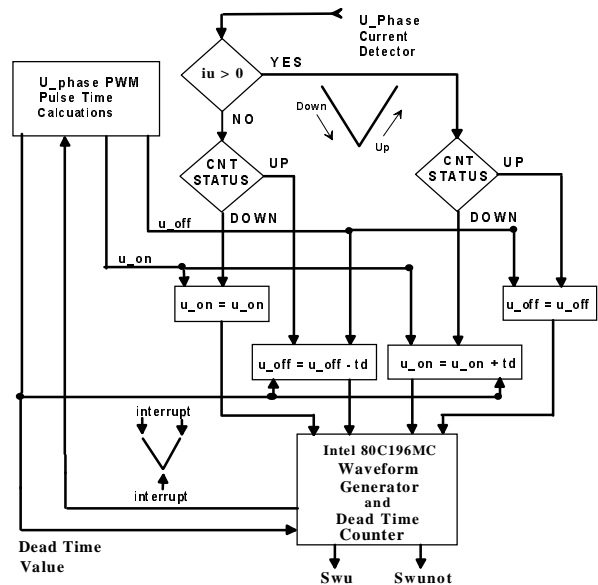 U_Phase
Current
Detector
iu > 0
YES
U_phase PWM
Pulse Time
Calcuations
Down
Up
NO
CNT
STATUS
UP
CNT
STATUS
UP
DOWN
DOWN
u_off
u_on
u_on = u_on
u_off = u_off
u_off = u_off - td
u_on = u_on + td
interrupt
interrupt
Intel 80C196MC
Waveform
Generator
and
Dead Time
Counter
Dead Time
Value
Swu
Swunot